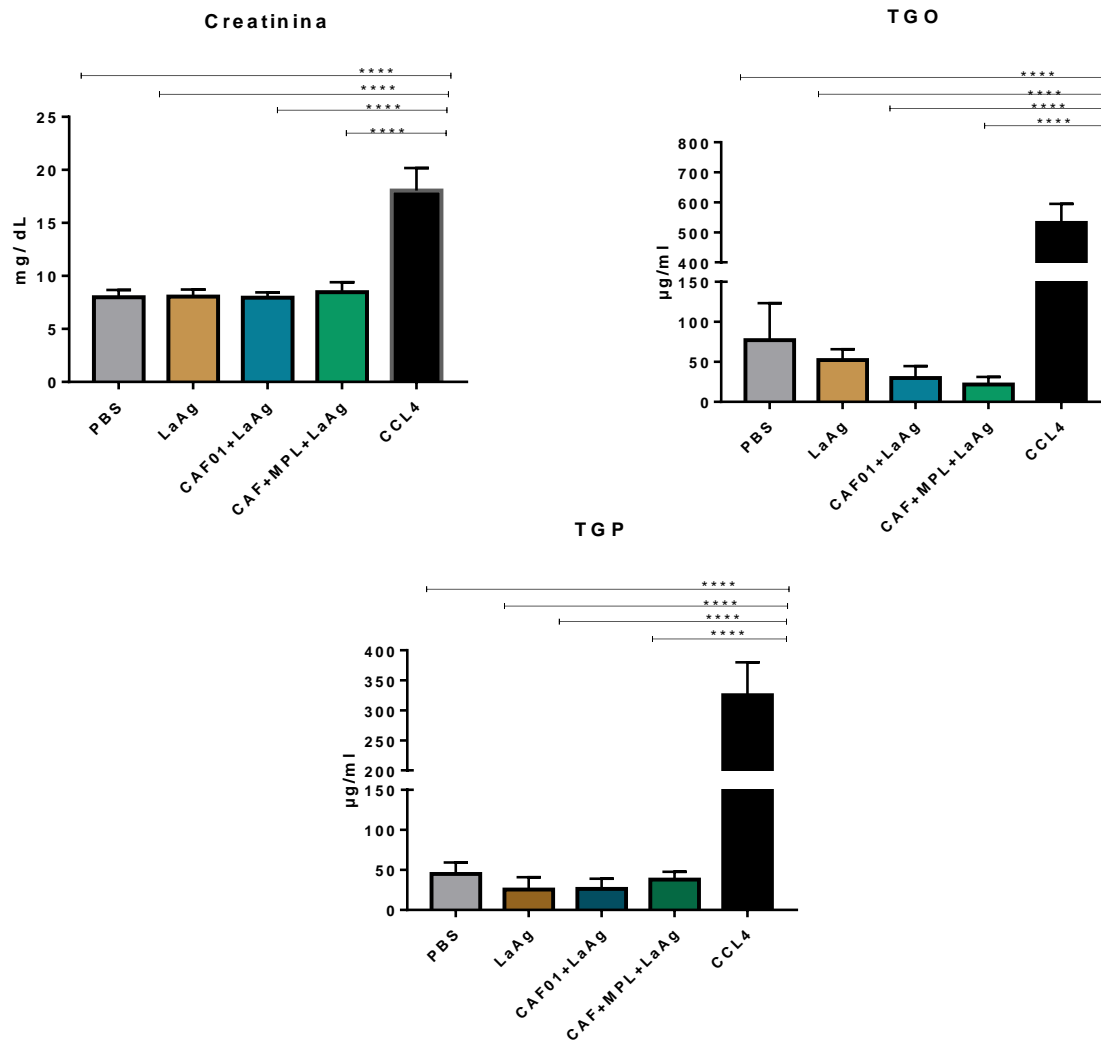 Creatinina
****
****
****
****
25
20
15
10
5
0
mg/dL
PBS
LaAg
CAF01+LaAg
CAF+MPL+LaAg
CCL4
TGO
****
****
****
****
800
700
600
500
400
150
100
50
0
µg/ml
PBS
LaAg
CAF01+LaAg
CAF+MPL+LaAg
CCL4
TGP
****
****
****
****
400
350
300
250
200
150
100
50
0
µg/ml
PBS
LaAg
CAF01+LaAg
CAF+MPL+LaAg
CCL4